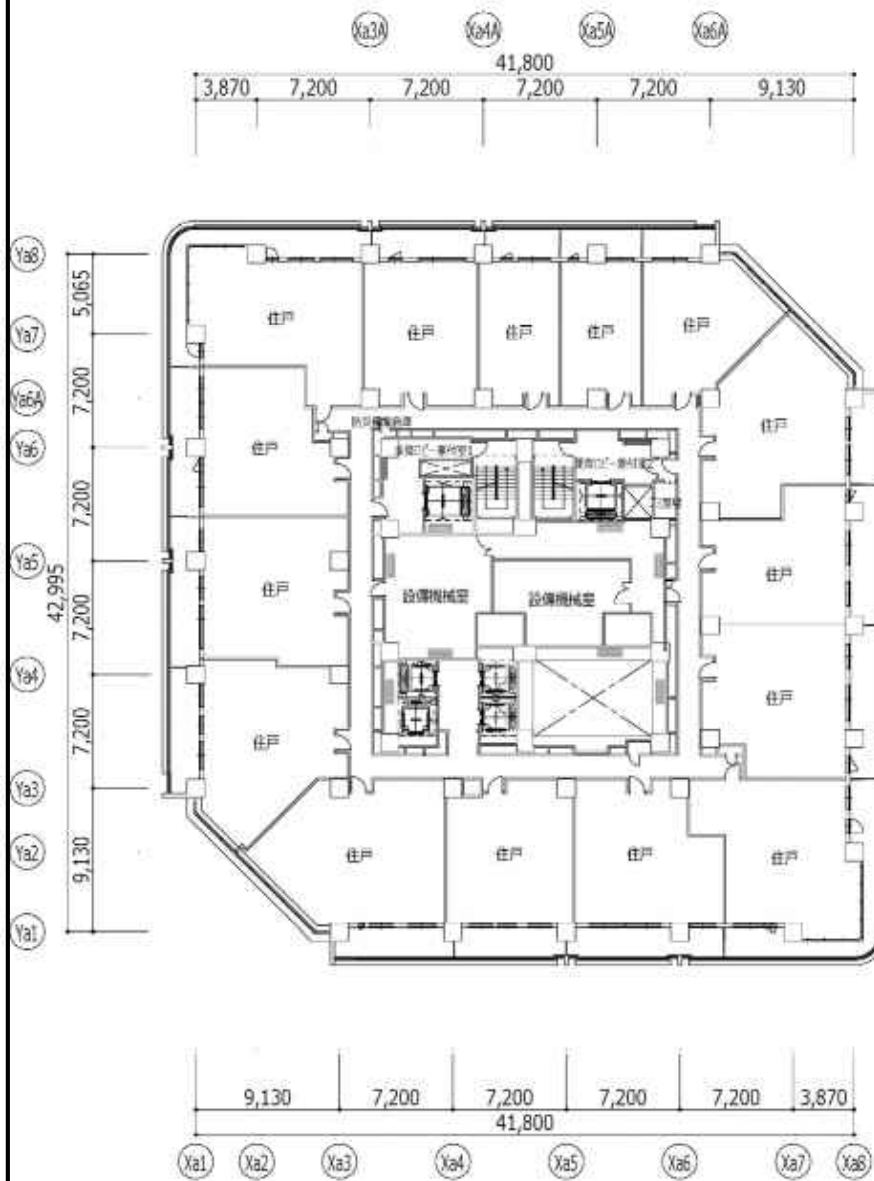 Xa3A Xa4A Xa5A Xa6A
41,800
3,870 7,200 7,200 7,200 7,200 9,130
Ya8
Ya7
Ya6A
Ya6
Ya5
Ya4
Ya3
Ya2
Ya1
5,065
7,200
7,200
7,200
7,200
9,130
42,995
住戸
住戸
住戸
住戸
住戸
住戸
住戸
住戸
住戸
住戸
住戸
設備機械室
設備機械室
住戸
住戸
住戸
住戸
住戸
9,130 7,200 7,200 7,200 7,200 3,870
41,800
Xa1 Xa2 Xa3 Xa4 Xa5 Xa6 Xa7 Xa8